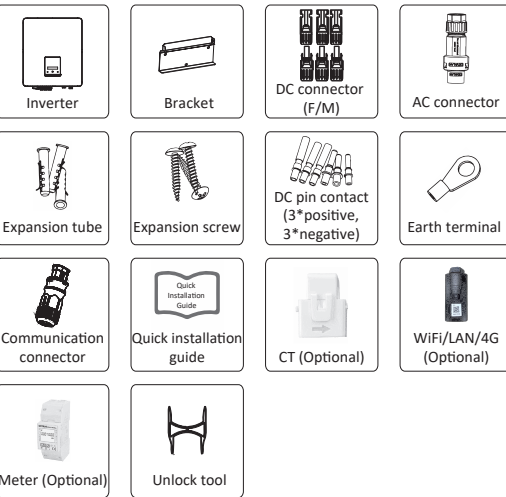 Inverter
Bracket
DC connector
(F/M)
AC connector
Expansion tube
Expansion screw
DC pin contact
(3*positive,
3*negative)
Earth terminal
Communication
connector
Quick
Installation
Guide
Quick installation
guide
CT (Optional)
WiFi/LAN/4G
(Optional)
Meter (Optional)
Unlock tool